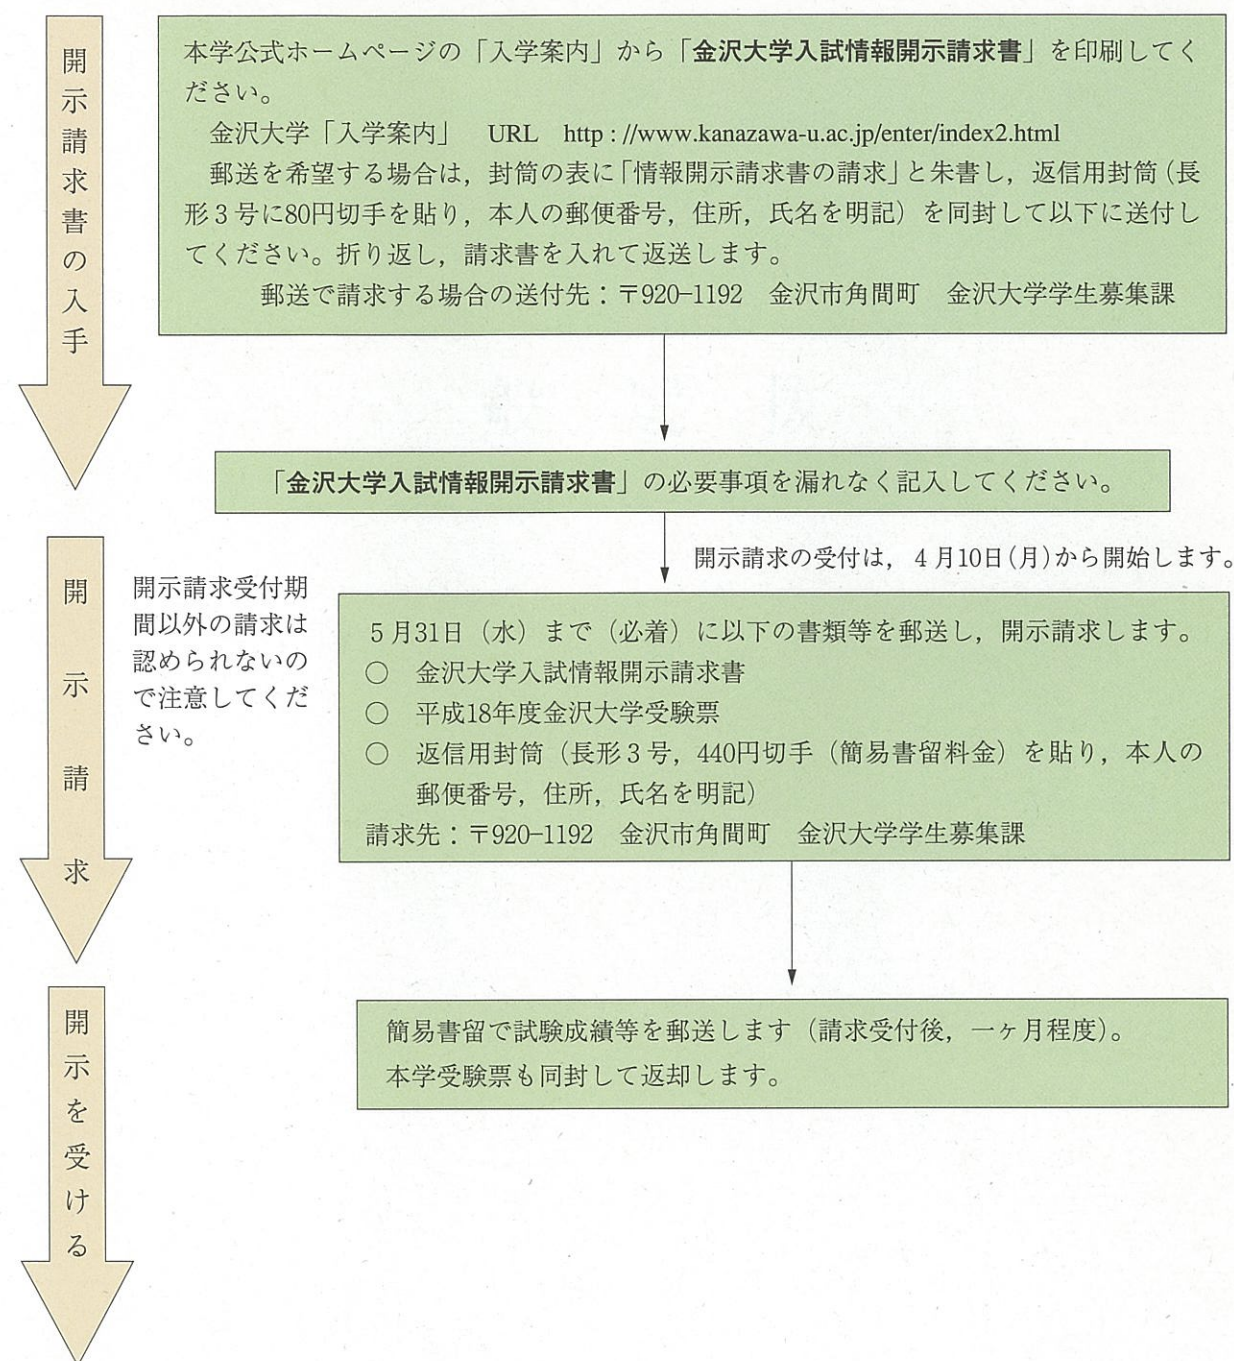 開示請求書の入手
本学公式ホームページの「入学案内」から「金沢大学入試情報開示請求書」を印刷してく
ださい。
金沢大学「入学案内」　URL　http : //www.kanazawa-u.ac.jp/enter/index2.html
郵送を希望する場合は，封筒の表に「情報開示請求書の請求」と朱書し，返信用封筒（長
形３号に80円切手を貼り，本人の郵便番号，住所，氏名を明記）を同封して以下に送付し
てください。折り返し，請求書を入れて返送します。
郵送で請求する場合の送付先：〒920−1192　金沢市角間町　金沢大学学生募集課
「金沢大学入試情報開示請求書」の必要事項を漏れなく記入してください。
開示請求の受付は，４月10日（月）から開始します。
開示請求
開示請求受付期
間以外の請求は
認められないの
で注意してくだ
さい。
５月31日（水）まで（必着）に以下の書類等を郵送し，開示請求します。
○　金沢大学入試情報開示請求書
○　平成18年度金沢大学受験票
○　返信用封筒（長形３号，440円切手（簡易書留料金）を貼り，本人の
郵便番号，住所，氏名を明記）
請求先：〒920−1192　金沢市角間町　金沢大学学生募集課
開示を受ける
簡易書留で試験成績等を郵送します（請求受付後，一ヶ月程度）。
本学受験票も同封して返却します。